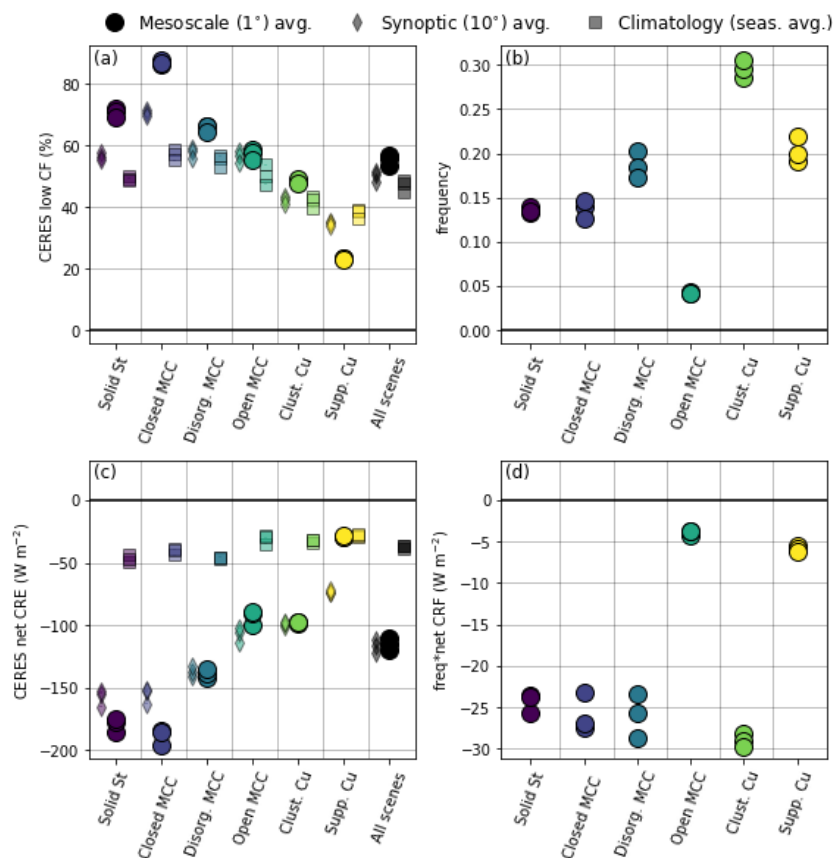 Mesoscale (1°) avg. Synoptic (10°) avg. Climatology (seas. avg.)
(a)
CERES low CF (%)
80
60
40
20
0
Solid St
Closed MCC
Disorg. MCC
Open MCC
Clust. Cu
Supp. Cu
All scenes
(b)
frequency
0.30
0.25
0.20
0.15
0.10
0.05
0.00
Solid St
Closed MCC
Disorg. MCC
Open MCC
Clust. Cu
Supp. Cu
(c)
CERES net CRE (W m⁻²)
0
−50
−100
−150
−200
Solid St
Closed MCC
Disorg. MCC
Open MCC
Clust. Cu
Supp. Cu
All scenes
(d)
freq*net CRF (W m⁻²)
0
−5
−10
−15
−20
−25
−30
Solid St
Closed MCC
Disorg. MCC
Open MCC
Clust. Cu
Supp. Cu